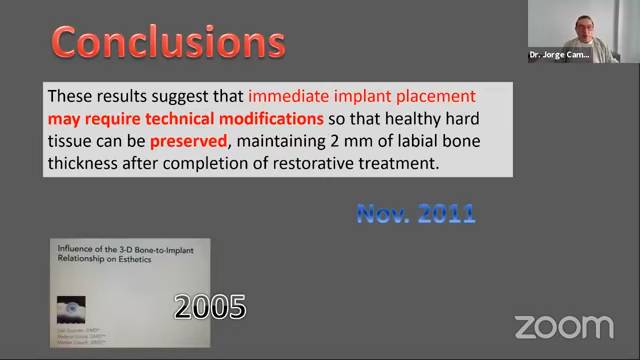 Conclusions
Dr. Jorge Cam...
These results suggest that immediate implant placement
may require technical modifications so that healthy hard
tissue can be preserved, maintaining 2 mm of labial bone
thickness after completion of restorative treatment.
Nov. 2011
Influence of the 3-D Bone-to-Implant
Relationship on Esthetics
2005
zoom